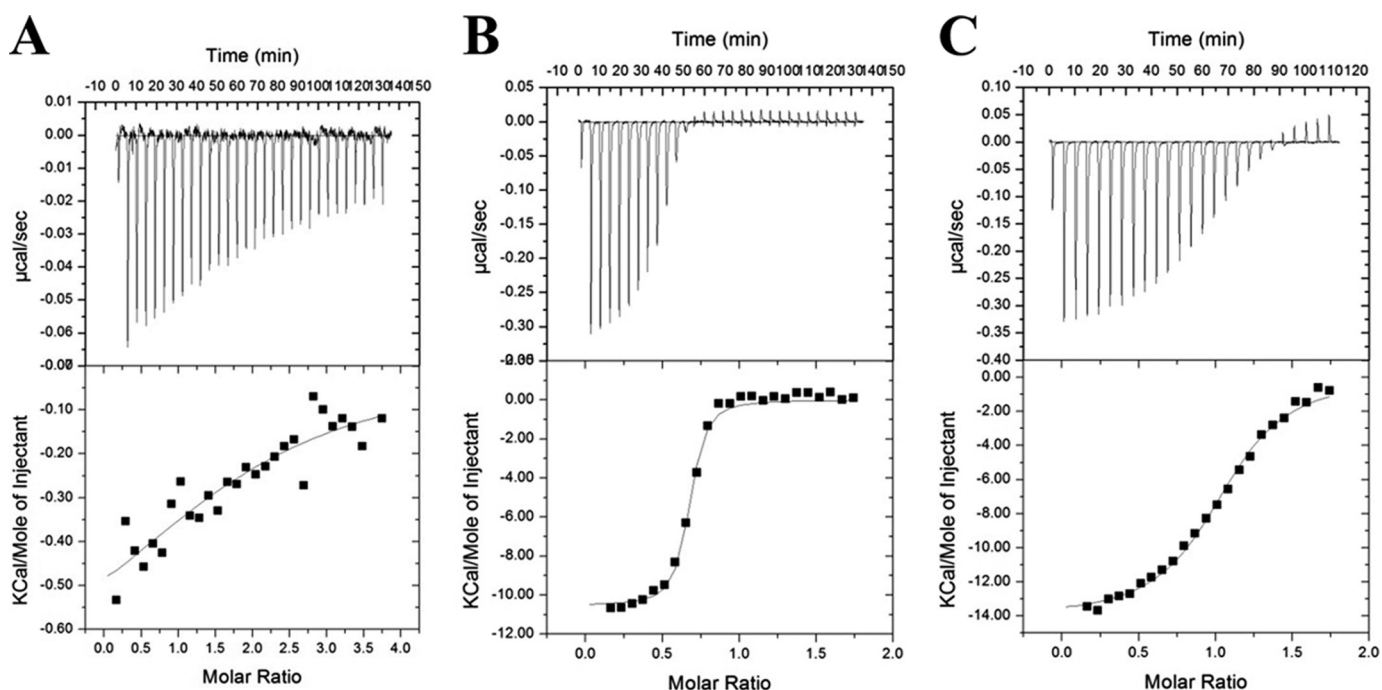 A
Time (min)
-10 0 10 20 30 40 50 60 70 80 90 100 110 120 130 140 150
0.01
0.00
-0.01
-0.02
-0.03
-0.04
-0.05
-0.06
µcal/sec
-0.10
-0.20
-0.30
-0.40
-0.50
-0.60
KCal/Mole of Injectant
0.0 0.5 1.0 1.5 2.0 2.5 3.0 3.5 4.0
Molar Ratio
B
Time (min)
-10 0 10 20 30 40 50 60 70 80 90 100 110 120 130 140 150
0.05
0.00
-0.05
-0.10
-0.15
-0.20
-0.25
-0.30
µcal/sec
0.00
-2.00
-4.00
-6.00
-8.00
-10.00
-12.00
KCal/Mole of Injectant
0.0 0.5 1.0 1.5 2.0
Molar Ratio
C
Time (min)
-10 0 10 20 30 40 50 60 70 80 90 100 110 120
0.10
0.05
0.00
-0.05
-0.10
-0.15
-0.20
-0.25
-0.30
-0.35
-0.40
µcal/sec
0.00
-2.00
-4.00
-6.00
-8.00
-10.00
-12.00
-14.00
KCal/Mole of Injectant
0.0 0.5 1.0 1.5 2.0
Molar Ratio